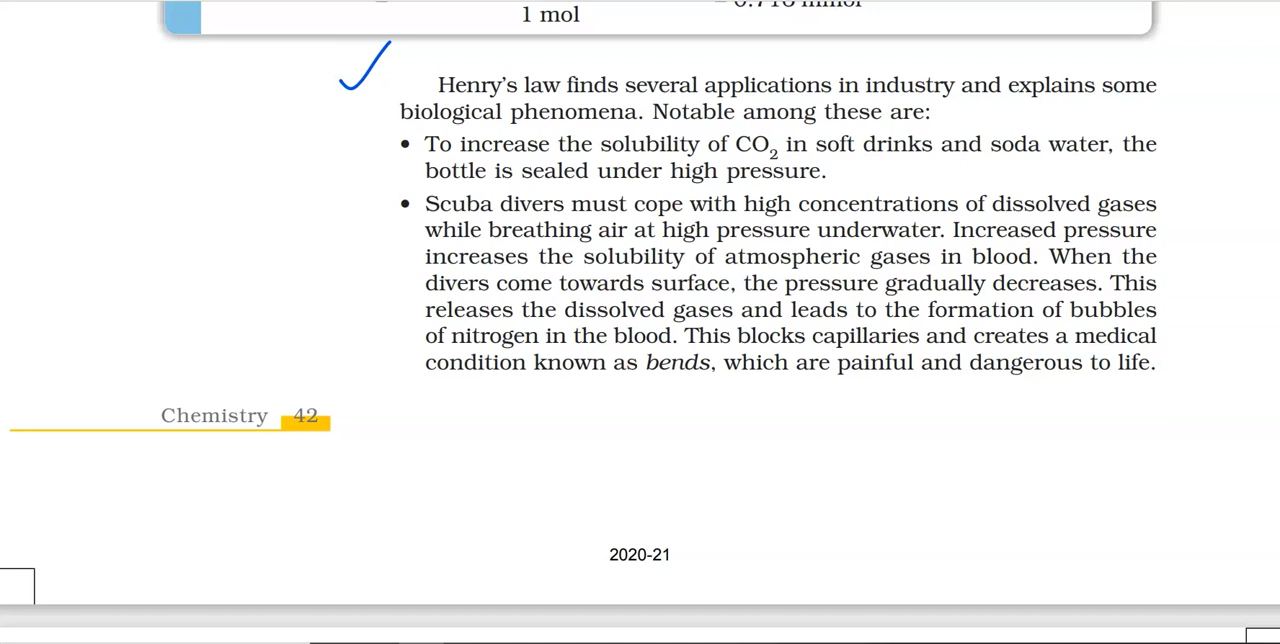 1 mol
Henry's law finds several applications in industry and explains some
biological phenomena. Notable among these are:
• To increase the solubility of CO₂ in soft drinks and soda water, the
bottle is sealed under high pressure.
• Scuba divers must cope with high concentrations of dissolved gases
while breathing air at high pressure underwater. Increased pressure
increases the solubility of atmospheric gases in blood. When the
divers come towards surface, the pressure gradually decreases. This
releases the dissolved gases and leads to the formation of bubbles
of nitrogen in the blood. This blocks capillaries and creates a medical
condition known as bends, which are painful and dangerous to life.
Chemistry 42
2020-21